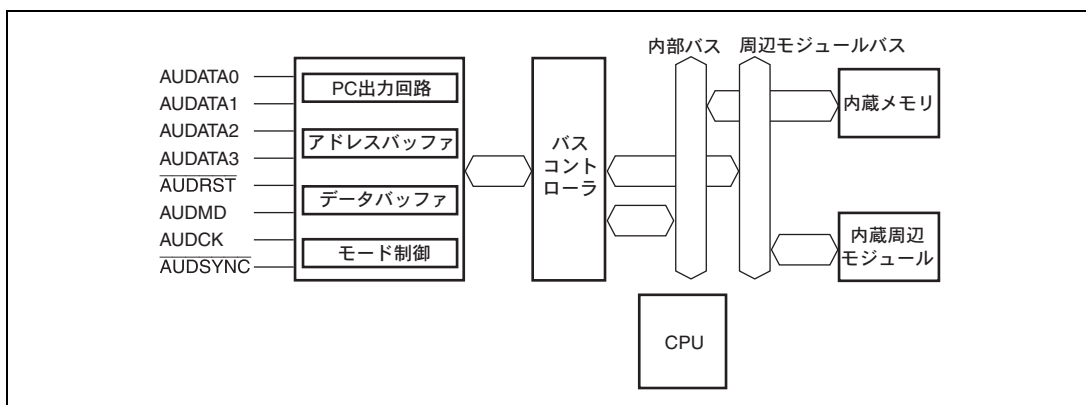 AUDATA0
AUDATA1
AUDATA2
AUDATA3
AUDRST
AUDMD
AUDCK
AUDSYNC
PC出力回路
アドレスバッファ
データバッファ
モード制御
バス
コント
ローラ
内部バス
周辺モジュールバス
内蔵メモリ
内蔵周辺
モジュール
CPU